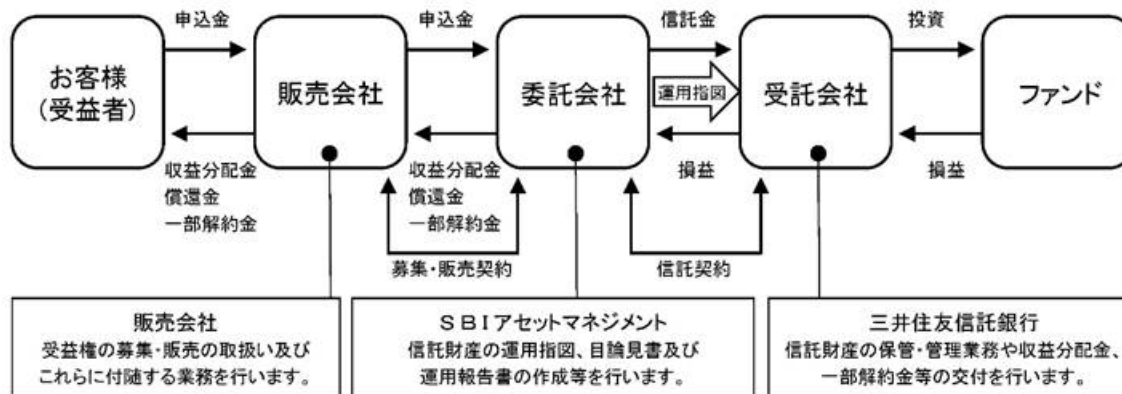 申込金
申込金
信託金
投資
お客様
(受益者)
販売会社
委託会社
運用指図
受託会社
ファンド
収益分配金
償還金
一部解約金
収益分配金
償還金
一部解約金
損益
損益
募集・販売契約
信託契約
販売会社
受益権の募集・販売の取扱い及び
これらに付随する業務を行います。
SBIアセットマネジメント
信託財産の運用指図、目論見書及び
運用報告書の作成等を行います。
三井住友信託銀行
信託財産の保管・管理業務や収益分配金、
一部解約金等の交付を行います。